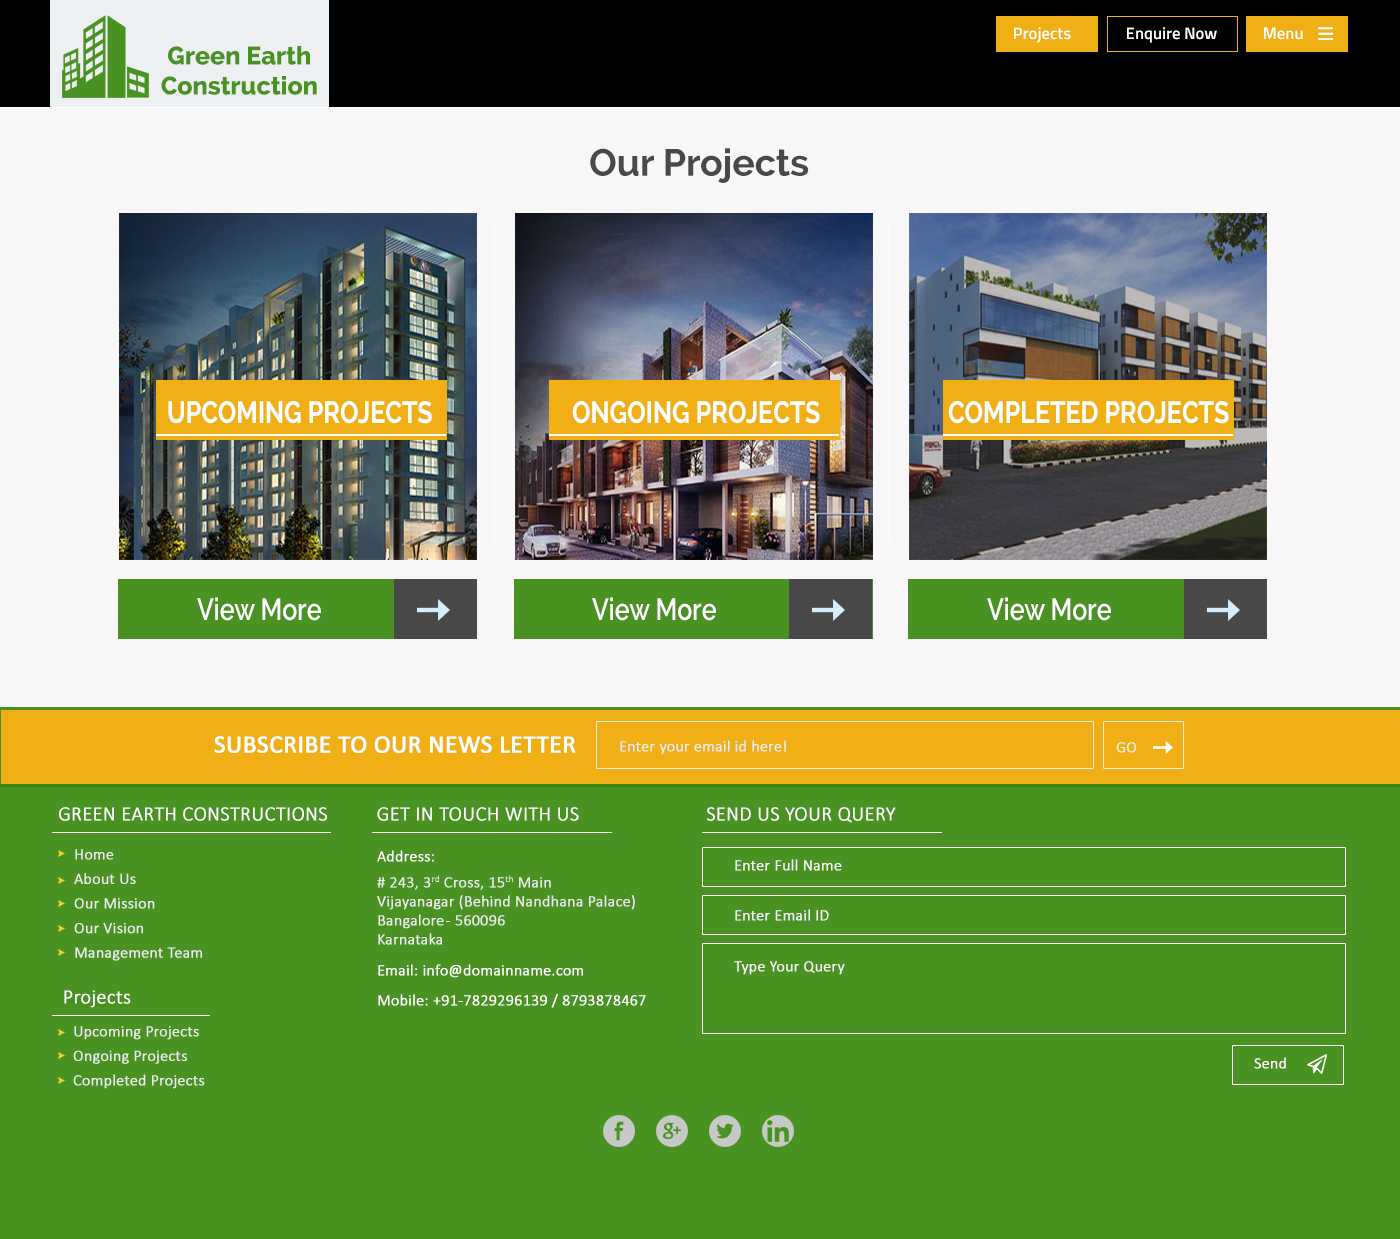 Green Earth
Construction
Projects
Enquire Now
Menu
Our Projects
UPCOMING PROJECTS
ONGOING PROJECTS
COMPLETED PROJECTS
View More
View More
View More
SUBSCRIBE TO OUR NEWS LETTER
Enter your email id here!
GO
GREEN EARTH CONSTRUCTIONS
Home
About Us
Our Mission
Our Vision
Management Team
Projects
Upcoming Projects
Ongoing Projects
Completed Projects
GET IN TOUCH WITH US
Address:
# 243, 3rd Cross, 15th Main
Vijayanagar (Behind Nandhana Palace)
Bangalore- 560096
Karnataka
Email: info@domainname.com
Mobile: +91-7829296139 / 8793878467
SEND US YOUR QUERY
Enter Full Name
Enter Email ID
Type Your Query
Send